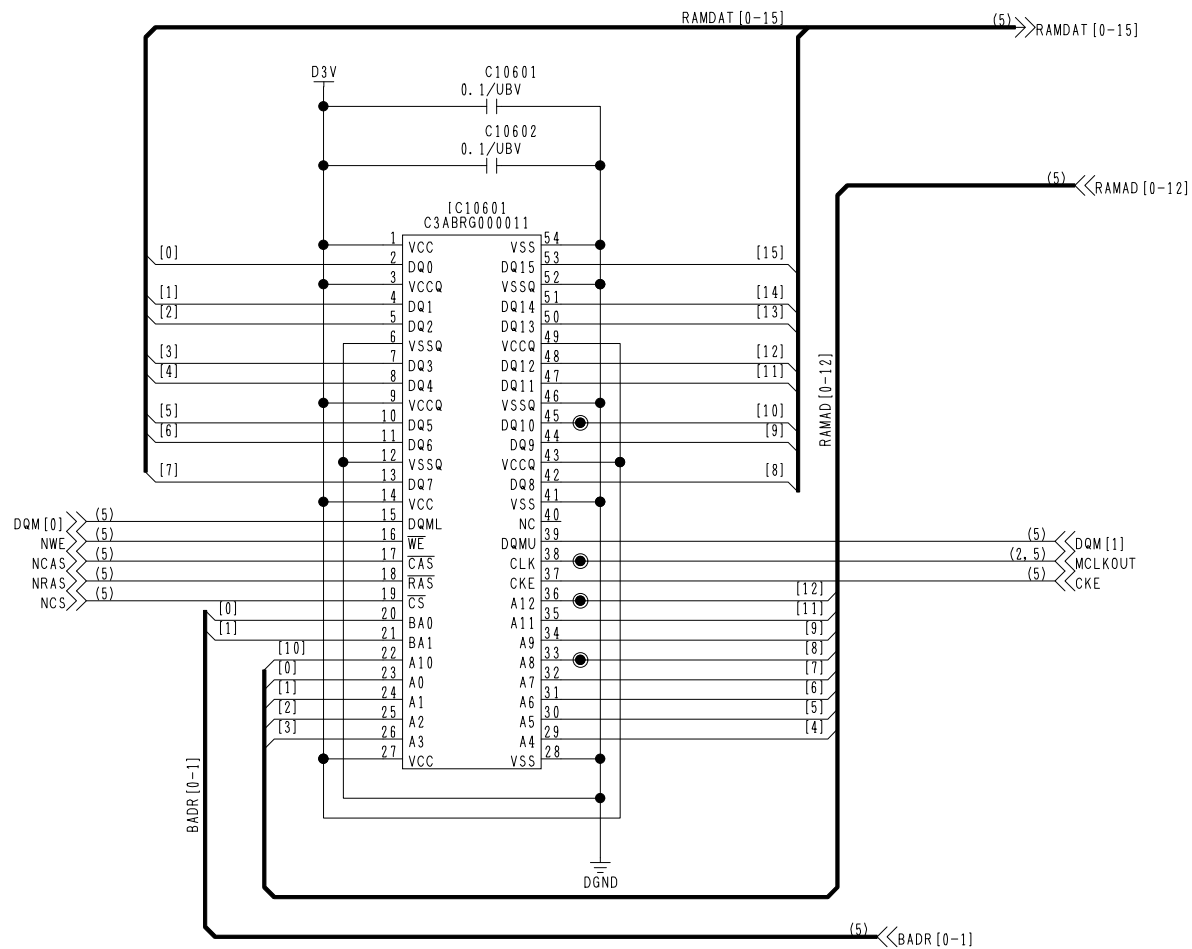 RAMDAT[0-15]
(5)
RAMDAT[0-15]
D3V
C10601
0.1/UBV
C10602
0.1/UBV
(5)
RAMAD[0-12]
IC10601
C3ABRG000011
1 VCC VSS 54
[0] 2 DQ0 DQ15 53 [15]
3 VCCQ VSSQ 52
[1] 4 DQ1 DQ14 51 [14]
[2] 5 DQ2 DQ13 50 [13]
6 VSSQ VCCQ 49
[3] 7 DQ3 DQ12 48 [12]
[4] 8 DQ4 DQ11 47 [11]
9 VCCQ VSSQ 46
[5] 10 DQ5 DQ10 45 [10]
[6] 11 DQ6 DQ9 44 [9]
12 VSSQ VCCQ 43
[7] 13 DQ7 DQ8 42 [8]
14 VCC VSS 41
DQM[0] (5) 15 DQML NC 40
NWE (5) 16 WE DQMU 39 (5) DQM[1]
NCAS (5) 17 CAS CLK 38 (2,5) MCLKOUT
NRAS (5) 18 RAS CKE 37 (5) CKE
NCS (5) 19 CS A12 36 [12]
[0] 20 BA0 A11 35 [11]
[1] 21 BA1 A9 34 [9]
[10] 22 A10 A8 33 [8]
[0] 23 A0 A7 32 [7]
[1] 24 A1 A6 31 [6]
[2] 25 A2 A5 30 [5]
[3] 26 A3 A4 29 [4]
27 VCC VSS 28
RAMAD[0-12]
BADR[0-1]
DGND
(5)
BADR[0-1]